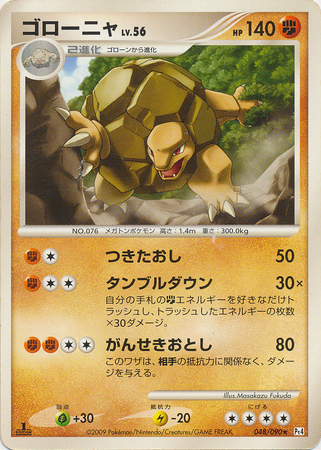 ゴローニャ LV.56
HP 140
2進化 ゴローンから進化
NO.076 メガトンポケモン 高さ：1.4m 重さ：300.0kg
つきたおし 50
タンブルダウン 30×
自分の手札のエネルギーを好きなだけト
ラッシュし、トラッシュしたエネルギーの枚数
×30ダメージ。
がんせきおとし 80
このワザは、相手の抵抗力に関係なく、ダメー
ジを与える。
Illus.Masakazu Fukuda
弱点 抵抗力 にげる
+30 -20
1
©2009 Pokémon/Nintendo/Creatures/GAME FREAK.
048/090★ Pt4